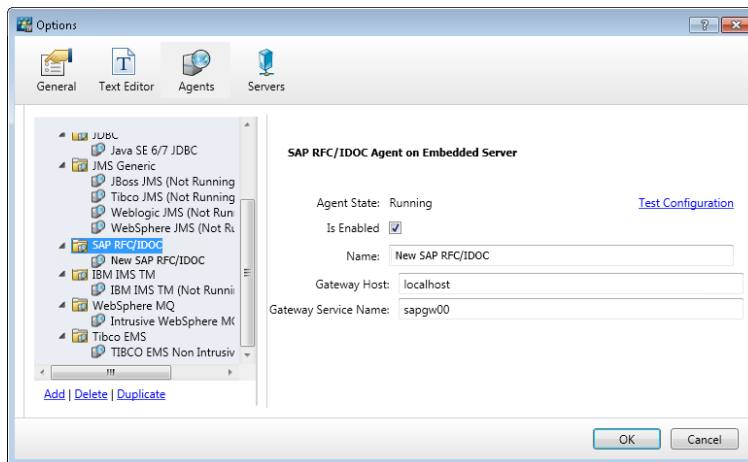 Options
General Text Editor Agents Servers
JDBC
Java SE 6/7 JDBC
JMS Generic
JBoss JMS (Not Running
Tibco JMS (Not Running
Weblogic JMS (Not Run
WebSphere JMS (Not Ru
SAP RFC/IDOC
New SAP RFC/IDOC
IBM IMS TM
IBM IMS TM (Not Runni
WebSphere MQ
Intrusive WebSphere M
Tibco EMS
TIBCO EMS Non Intrusiv
Add | Delete | Duplicate
SAP RFC/IDOC Agent on Embedded Server
Agent State: Running Test Configuration
Is Enabled
Name: New SAP RFC/IDOC
Gateway Host: localhost
Gateway Service Name: sapgw00
OK Cancel